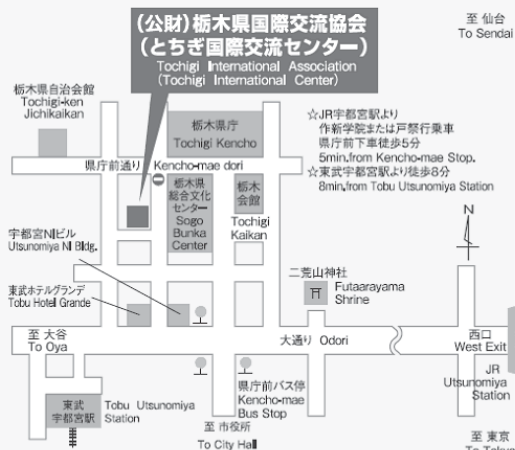 (公財)栃木県国際交流協会
(とちぎ国際交流センター)
Tochigi International Association
(Tochigi International Center)
至 仙台
To Sendai
栃木県自治会館
Tochigi-ken
Jichikaikan
栃木県庁
Tochigi Kencho
☆JR宇都宮駅より
作新学院または戸祭行乗車
県庁前下車徒歩5分
5min.from Kencho-mae Stop.
☆東武宇都宮駅より徒歩8分
8min.from Tobu Utsunomiya Station
県庁前通り Kencho-mae dori
栃木県
総合文化
センター
Sogo
Bunka
Center
栃木
会館
Tochigi
Kaikan
N
宇都宮NIビル
Utsunomiya NI Bldg.
東武ホテルグランデ
Tobu Hotel Grande
二荒山神社
Futaarayama
Shrine
至 大谷
To Oya
大通り Odori
西口
West Exit
JR
Utsunomiya
Station
県庁前バス停
Kencho-mae
Bus Stop
東武
宇都宮駅
Tobu Utsunomiya
Station
至 市役所
To City Hall
至 東京
To Tokyo